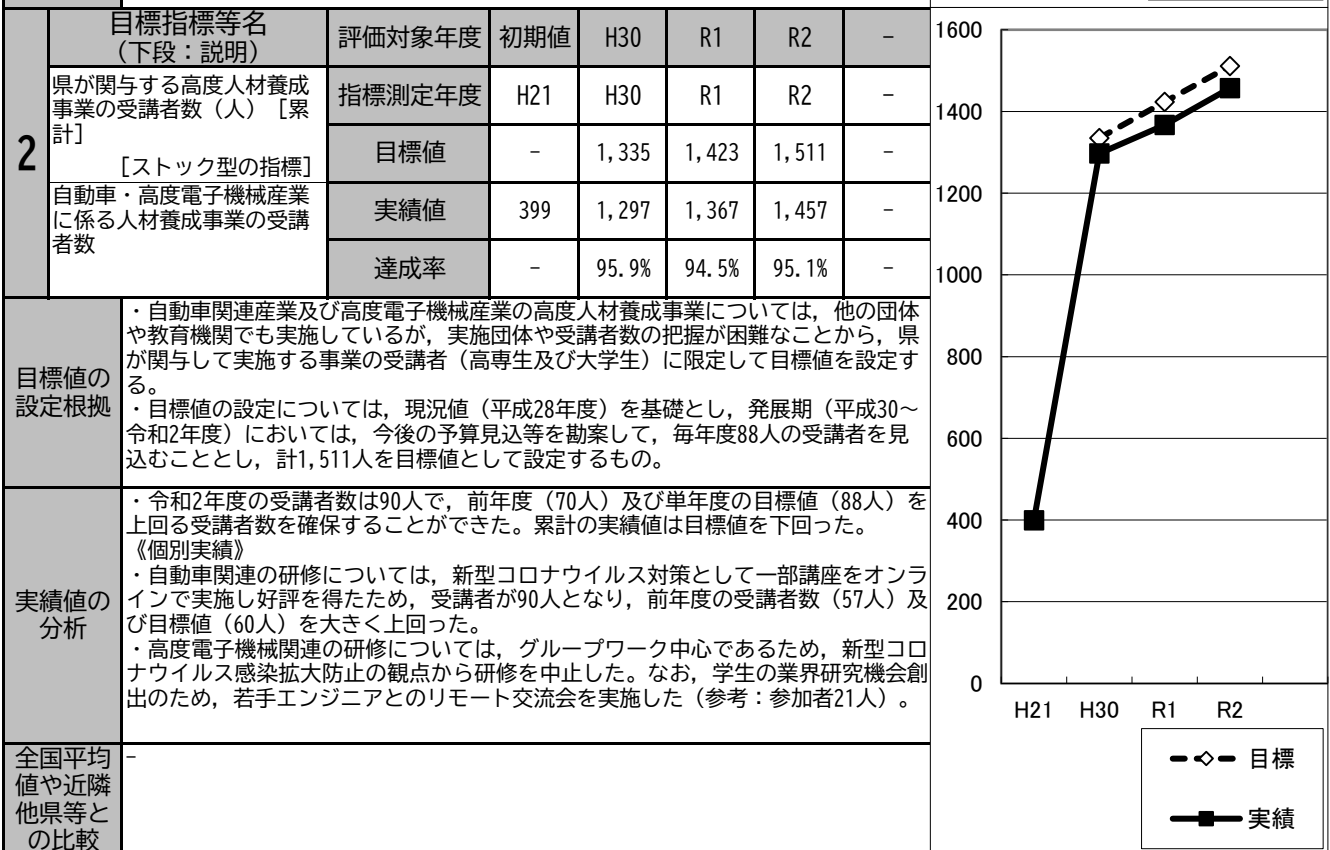 2
目標指標等名
(下段:説明)
評価対象年度 初期値 H30 R1 R2 -
県が関与する高度人材養成
事業の受講者数(人)[累
計]
[ストック型の指標]
指標測定年度 H21 H30 R1 R2 -
目標値 - 1,335 1,423 1,511 -
自動車・高度電子機械産業
に係る人材養成事業の受講
者数
実績値 399 1,297 1,367 1,457 -
達成率 - 95.9% 94.5% 95.1% -
目標値の
設定根拠
・自動車関連産業及び高度電子機械産業の高度人材養成事業については,他の団体
や教育機関でも実施しているが,実施団体や受講者数の把握が困難なことから,県
が関与して実施する事業の受講者(高専生及び大学生)に限定して目標値を設定す
る。
・目標値の設定については,現況値(平成28年度)を基礎とし,発展期(平成30~
令和2年度)においては,今後の予算見込等を勘案して,毎年度88人の受講者を見
込むこととし,計1,511人を目標値として設定するもの。
実績値の
分析
・令和2年度の受講者数は90人で,前年度(70人)及び単年度の目標値(88人)を
上回る受講者数を確保することができた。累計の実績値は目標値を下回った。
《個別実績》
・自動車関連の研修については,新型コロナウイルス対策として一部講座をオンラ
インで実施し好評を得たため,受講者が90人となり,前年度の受講者数(57人)及
び目標値(60人)を大きく上回った。
・高度電子機械関連の研修については,グループワーク中心であるため,新型コロ
ナウイルス感染拡大防止の観点から研修を中止した。なお,学生の業界研究機会創
出のため,若手エンジニアとのリモート交流会を実施した(参考:参加者21人)。
全国平均
値や近隣
他県等と
の比較
-
1600
1400
1200
1000
800
600
400
200
0
H21 H30 R1 R2
目標
実績